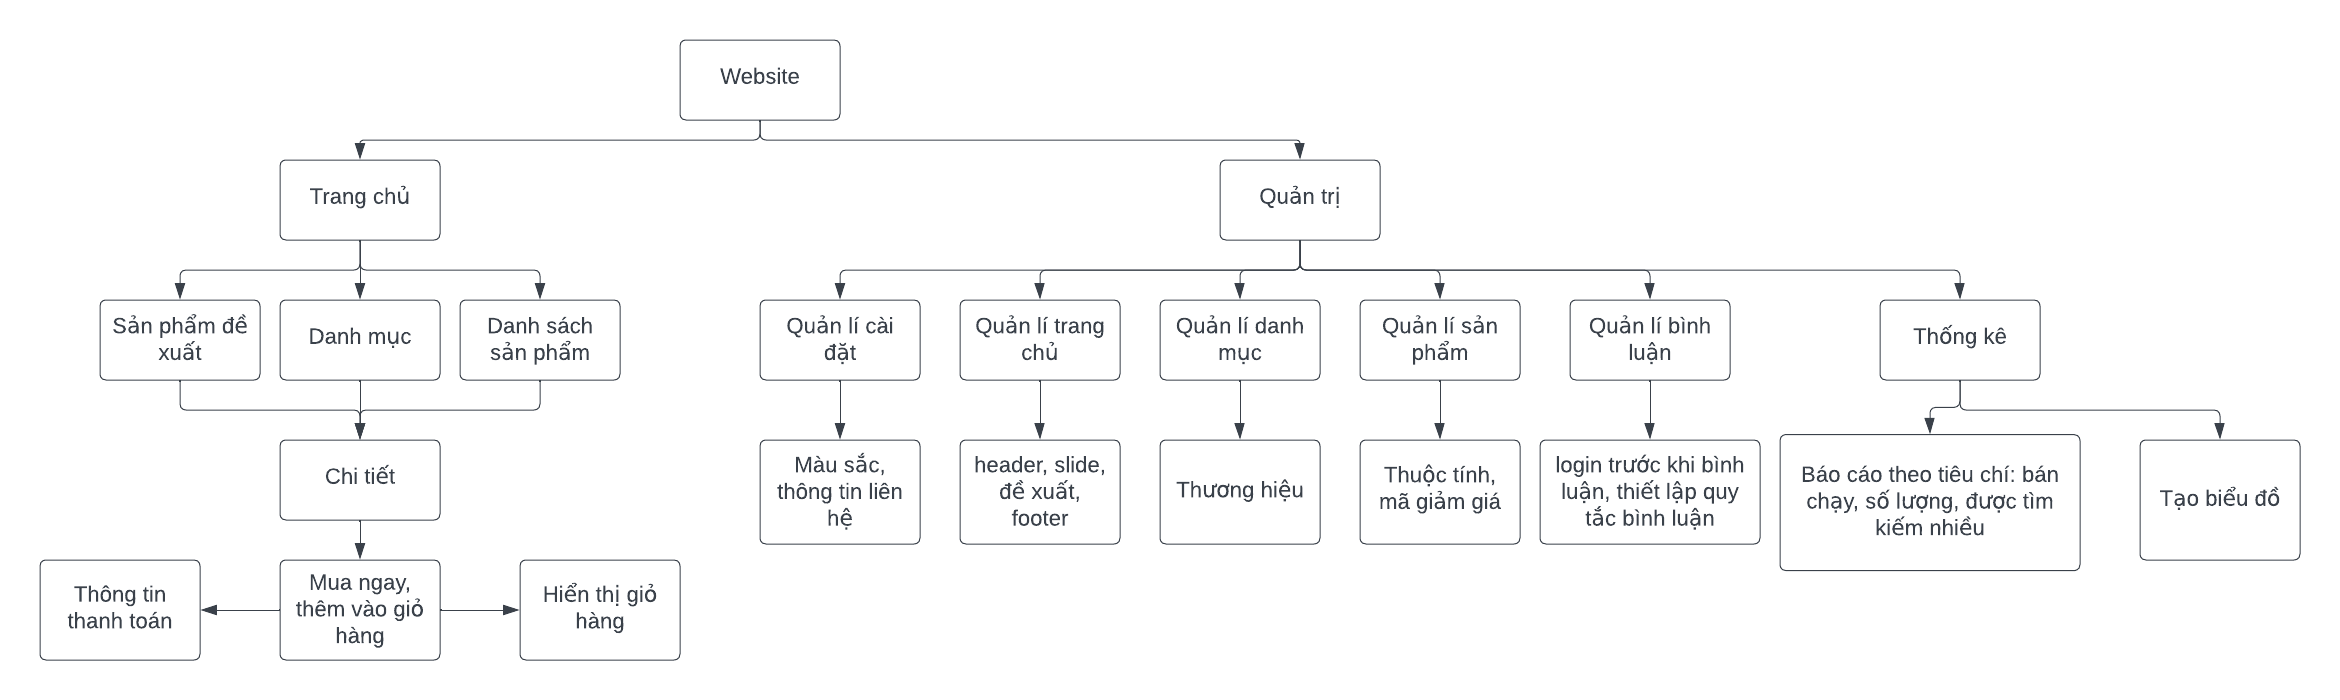 Website
Trang chủ
Quản trị
Sản phẩm đề
xuất
Danh mục
Danh sách
sản phẩm
Quản lí cài
đặt
Quản lí trang
chủ
Quản lí danh
mục
Quản lí sản
phẩm
Quản lí bình
luận
Thống kê
Chi tiết
Màu sắc,
thông tin liên
hệ
header, slide,
đề xuất,
footer
Thương hiệu
Thuộc tính,
mã giảm giá
login trước khi bình
luận, thiết lập quy
tắc bình luận
Báo cáo theo tiêu chí: bán
chạy, số lượng, được tìm
kiếm nhiều
Tạo biểu đồ
Thông tin
thanh toán
Mua ngay,
thêm vào giỏ
hàng
Hiển thị giỏ
hàng